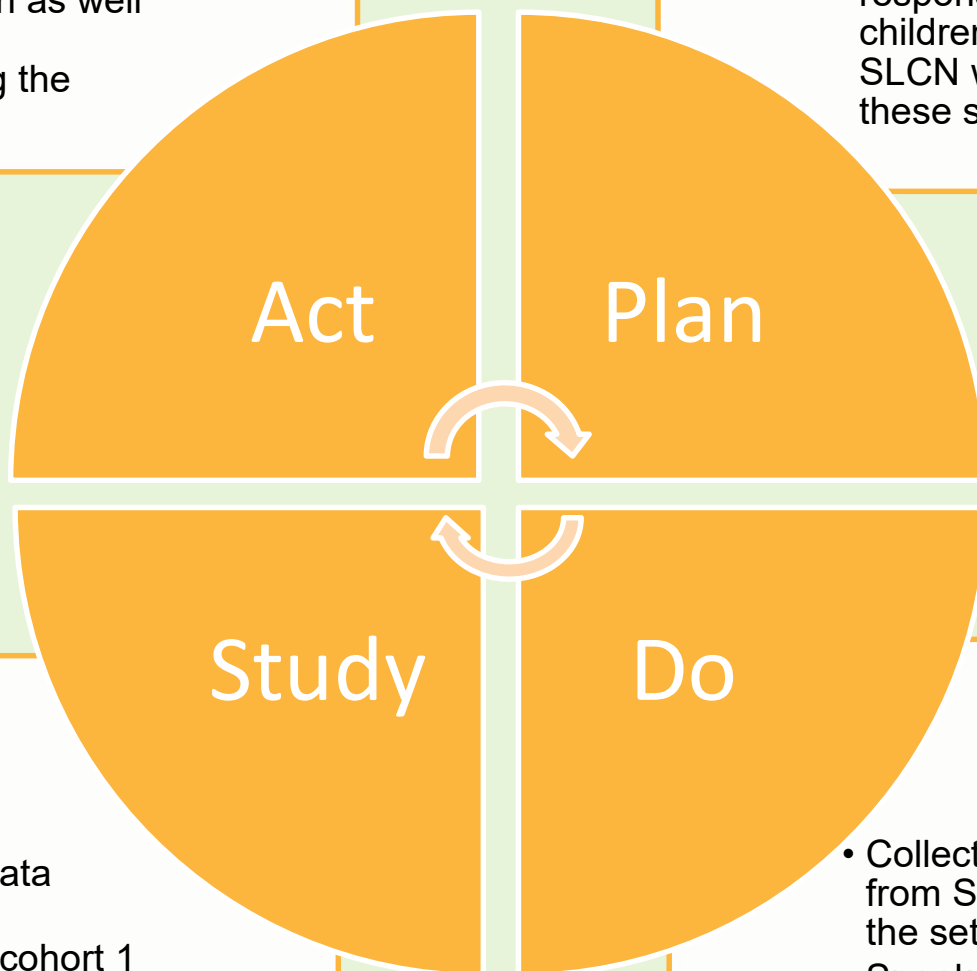 as well
g the
children
SLCN
these s
Act
Plan
Study
Do
ata
cohort 1
• Collect
from S
the set